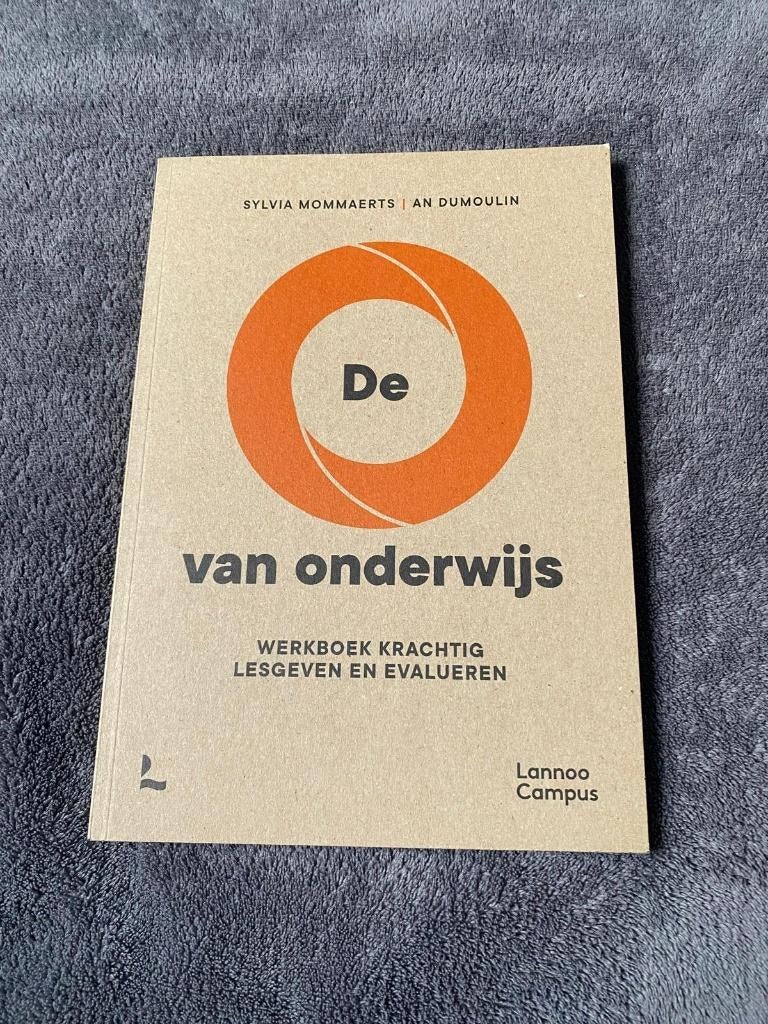 SYLVIA MOMMAERTS | AN DUMOULIN
De
van onderwijs
WERKBOEK KRACHTIG
LESGEVEN EN EVALUEREN
Lannoo
Campus